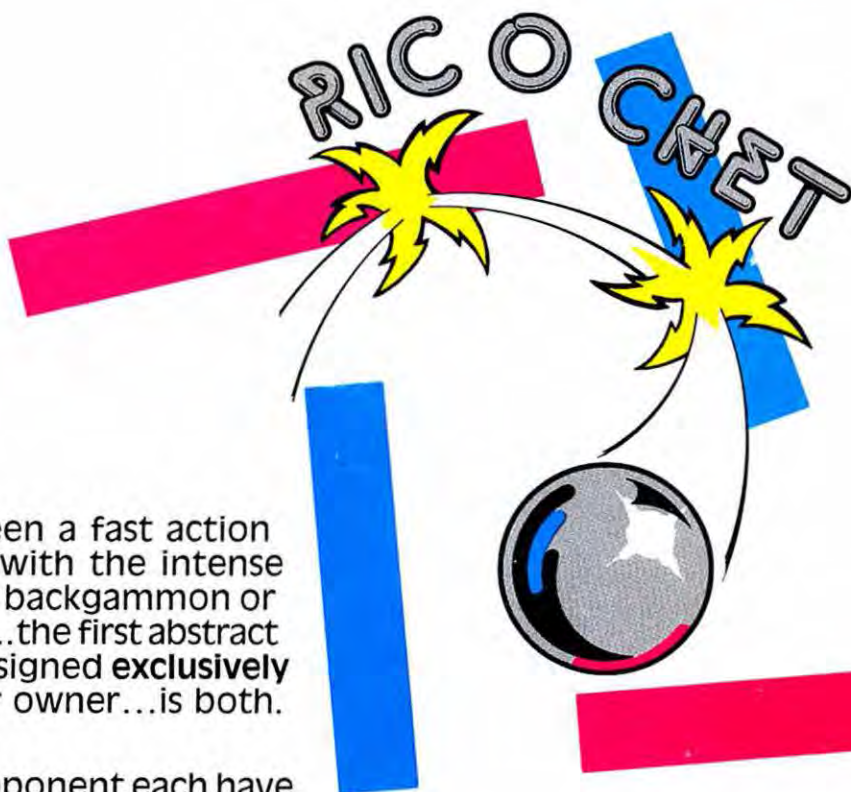 RICOCHET
een a fast action
with the intense
backgammon or
...the first abstract
signed exclusively
r owner...is both.
ponent each have